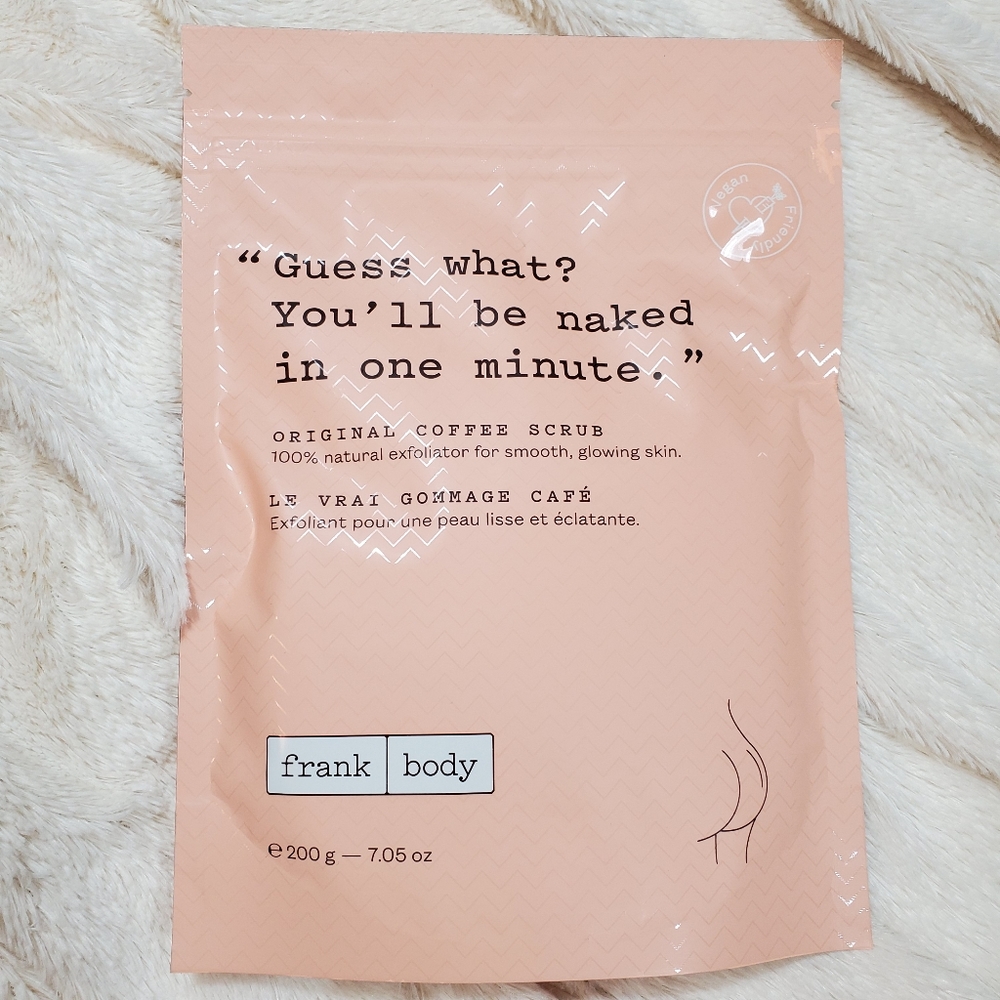 Vegan
Friendly
“Guess what?
You’ll be naked
in one minute.”
ORIGINAL COFFEE SCRUB
100% natural exfoliator for smooth, glowing skin.
LE VRAI GOMMAGE CAFÉ
Exfoliant pour une peau lisse et éclatante.
frank body
℮ 200 g — 7.05 oz